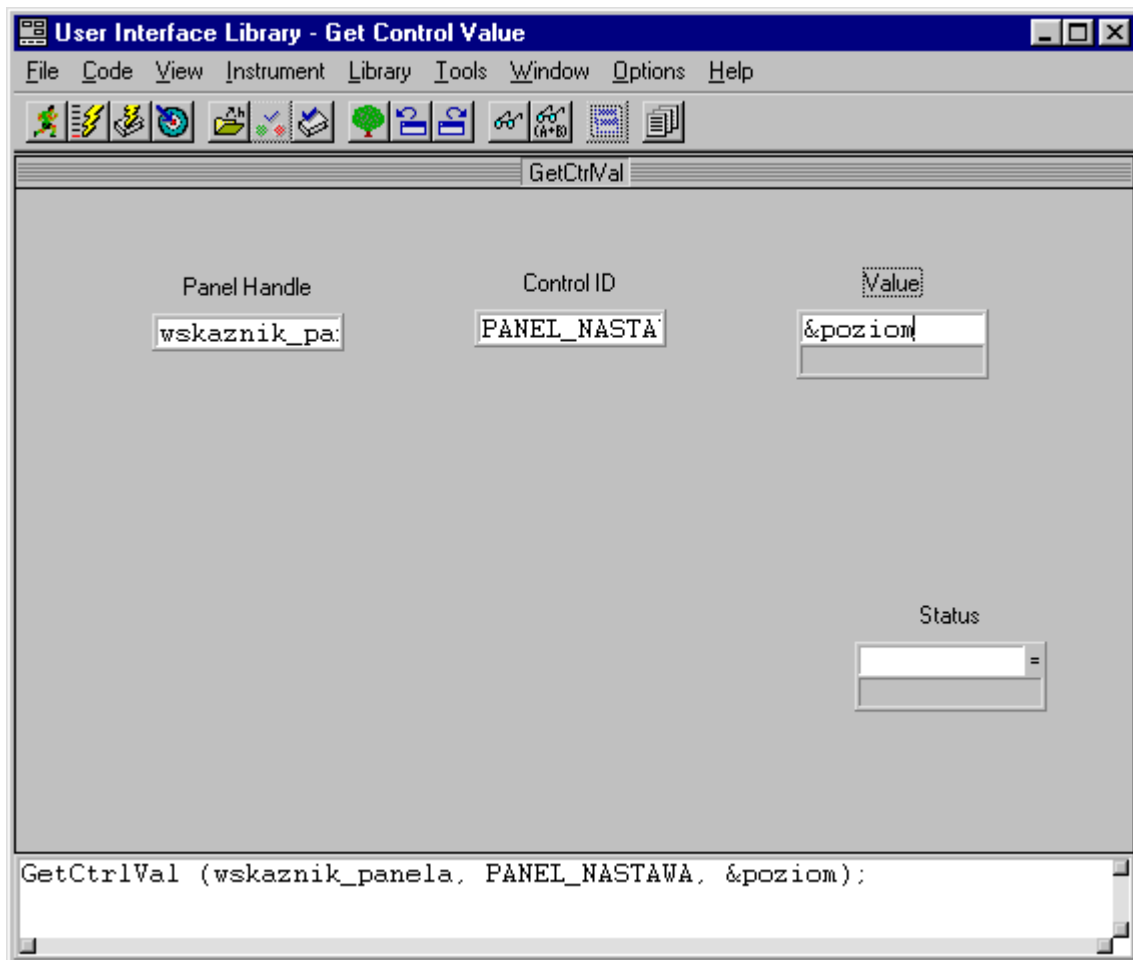 User Interface Library - Get Control Value
File Code View Instrument Library Tools Window Options Help
(A+B)
GetCtrlVal
Panel Handle Control ID Value
wskaznik_pa PANEL_NASTA &poziom
Status
=
GetCtrlVal (wskaznik_panela, PANEL_NASTAWA, &poziom);